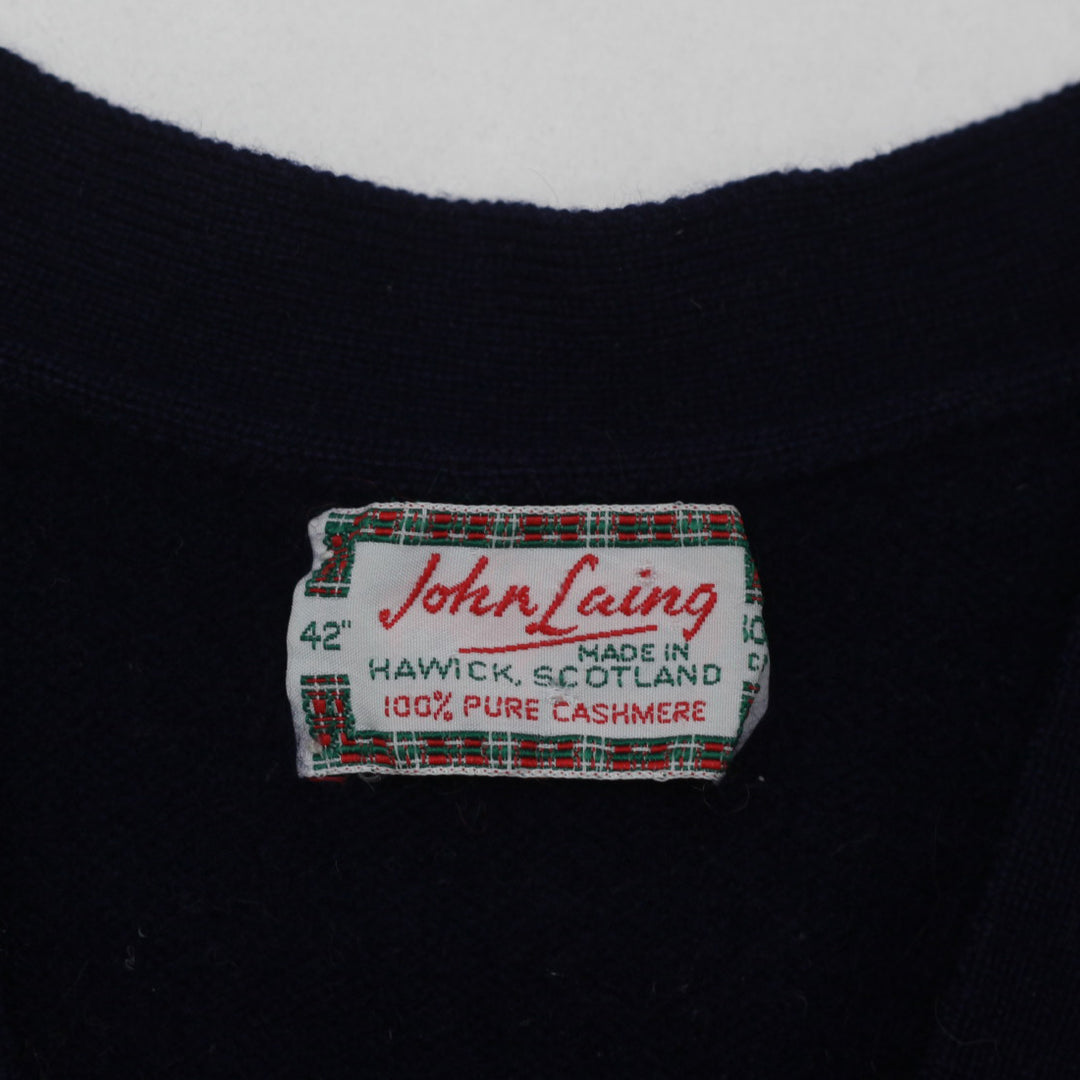 John Laing
42"
MADE IN
HAWICK, SCOTLAND
100% PURE CASHMERE